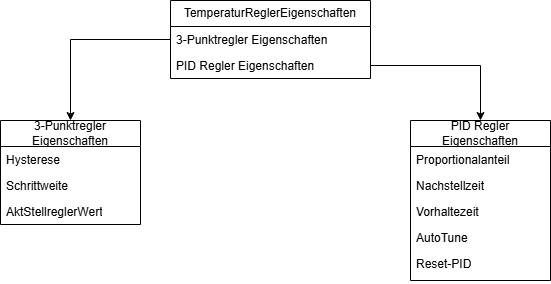 TemperaturReglerEigenschaften
3-Punktregler Eigenschaften
PID Regler Eigenschaften
3-Punktregler
Eigenschaften
Hysterese
Schrittweite
AktStellreglerWert
PID Regler
Eigenschaften
Proportionalanteil
Nachstellzeit
Vorhaltezeit
AutoTune
Reset-PID